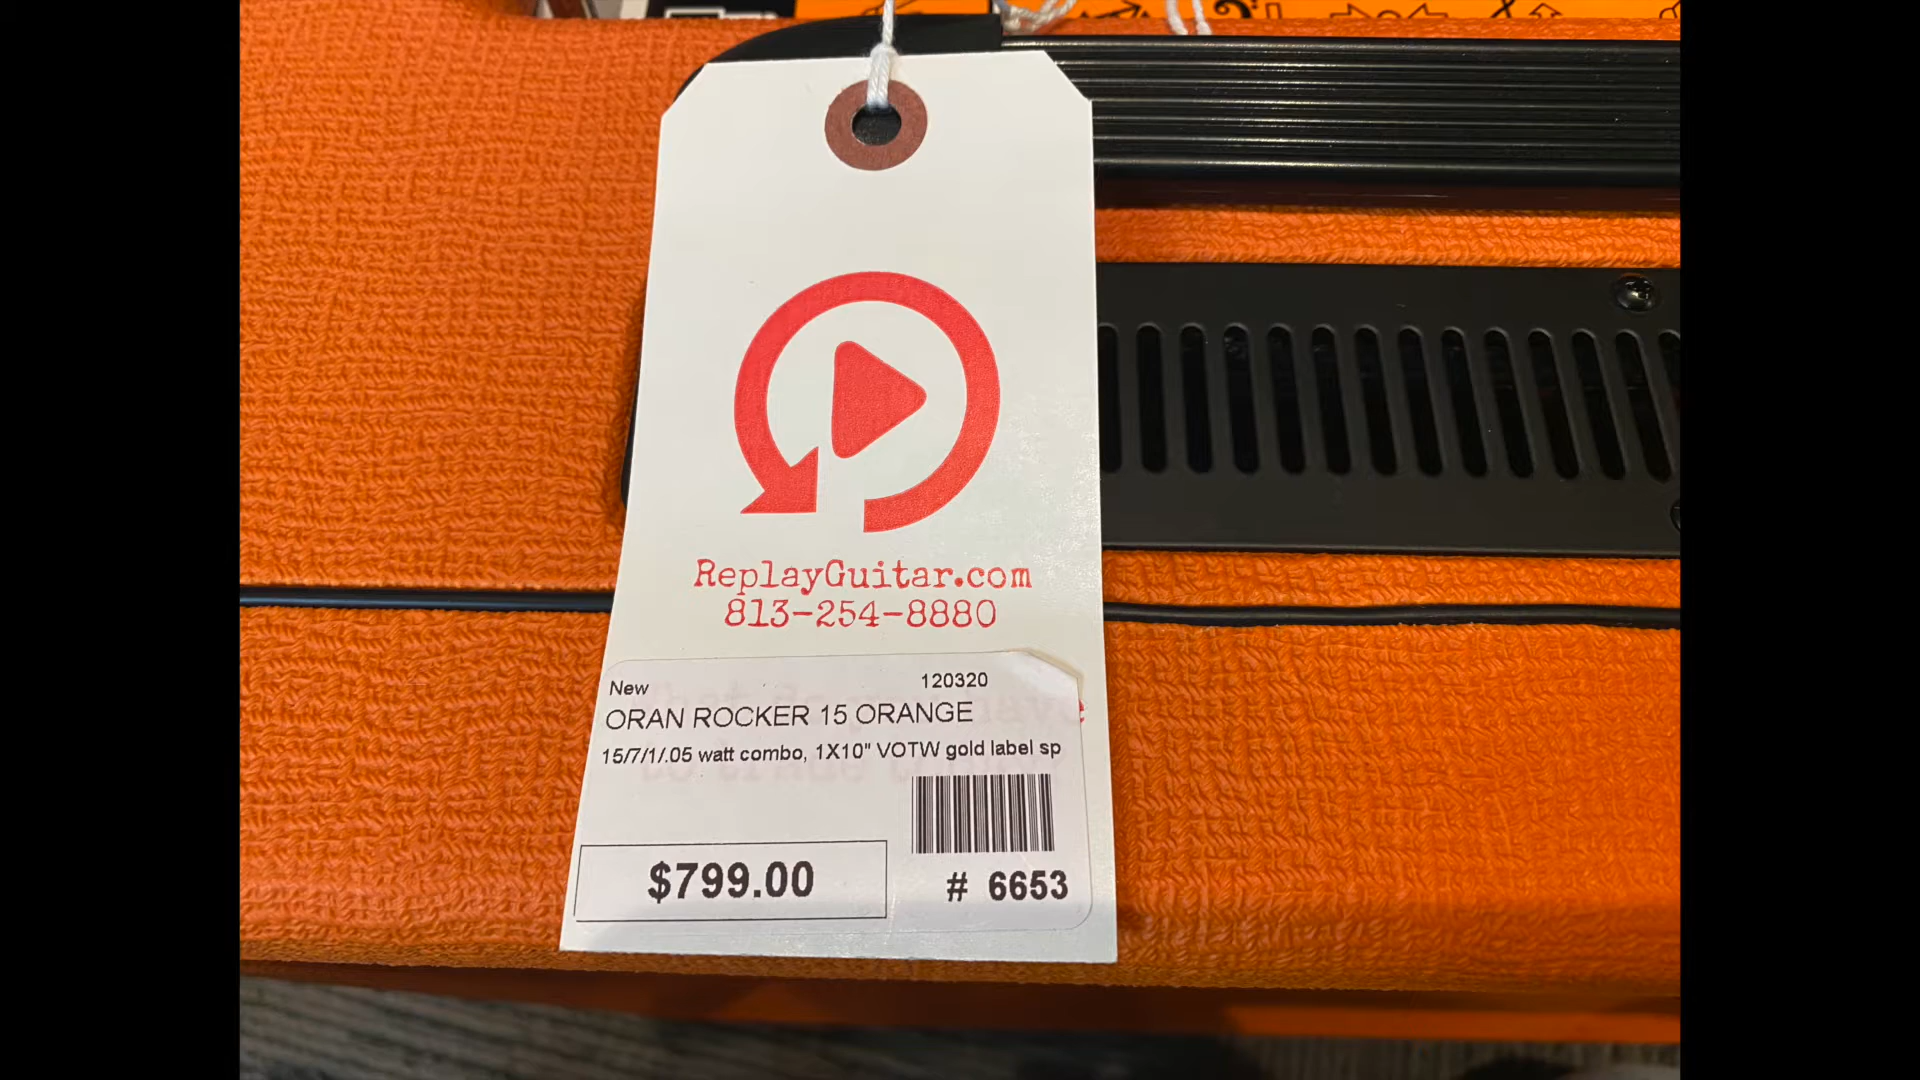 ReplayGuitar.com
813-254-8880
New 120320
ORAN ROCKER 15 ORANGE
15/7/1/.05 watt combo, 1X10" VOTW gold label sp
$799.00
# 6653